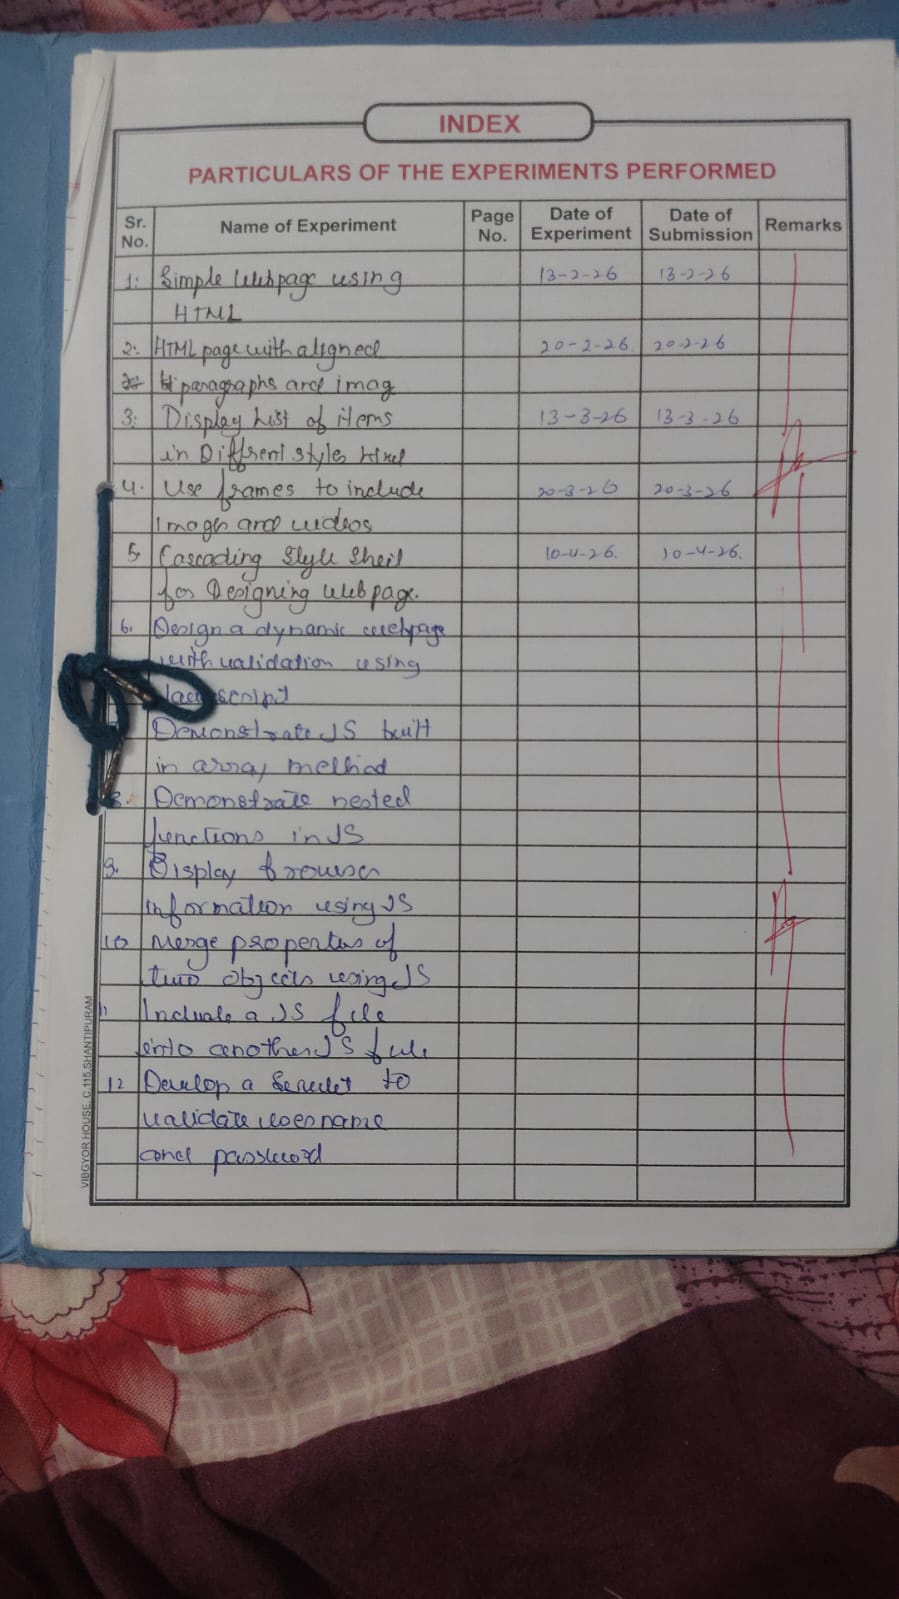 INDEX
PARTICULARS OF THE EXPERIMENTS PERFORMED
Sr. No. Name of Experiment Page No. Date of Experiment Date of Submission Remarks
1: Simple Webpage using 13-2-26 13-2-26
HTML
2: HTML page with aligned 20-2-26 20-2-26
paragraphs and imag
3: Display List of items 13-3-26 13-3-26
in Different styles Html
4. Use frames to include 20-3-26 20-3-26
Images and videos
5, Cascading Style Sheil 10-4-26. 10-4-26.
for Designing Webpage.
6. Design a dynamic webpage
with validation using
script
Demonstrate JS built
in array method
8. Demonstrate nested
functions in JS
9. Display browser
information using JS
10 Merge properties of
two objects using JS
11 Include a JS file
into another JS file
12 Develop a Servlet to
validate username
and password
VIBGYOR HOUSE, C,115,SHANTIPURAM